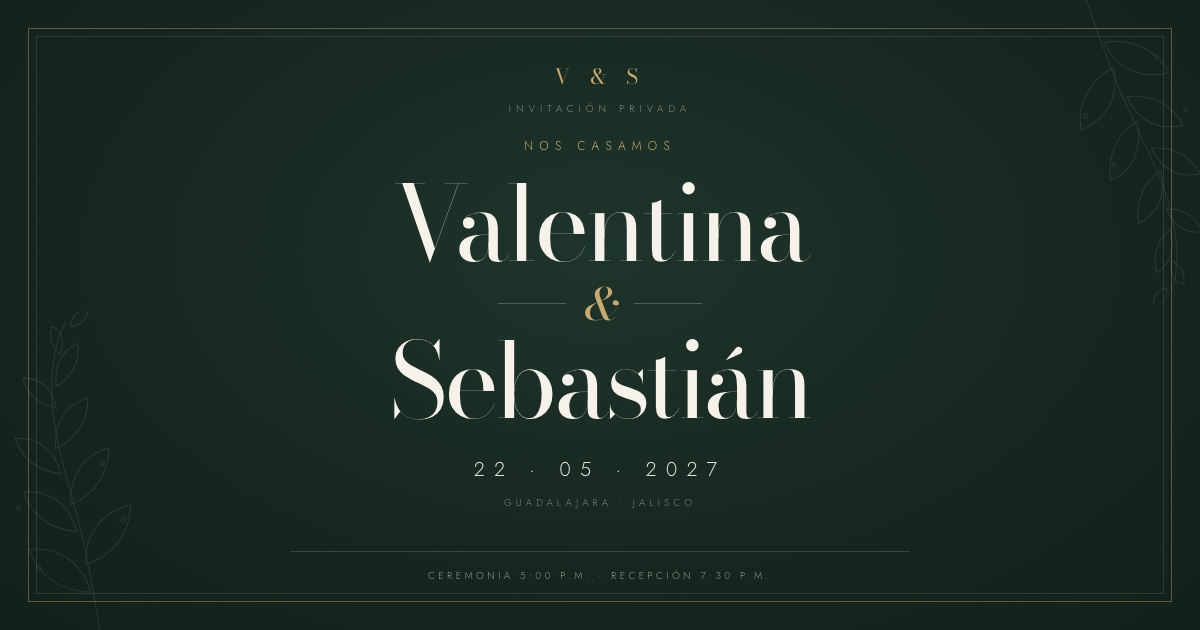 V & S
INVITACIÓN PRIVADA
NOS CASAMOS
Valentina
&
Sebastián
22 · 05 · 2027
GUADALAJARA · JALISCO
CEREMONIA 5:00 P.M. · RECEPCIÓN 7:30 P.M.